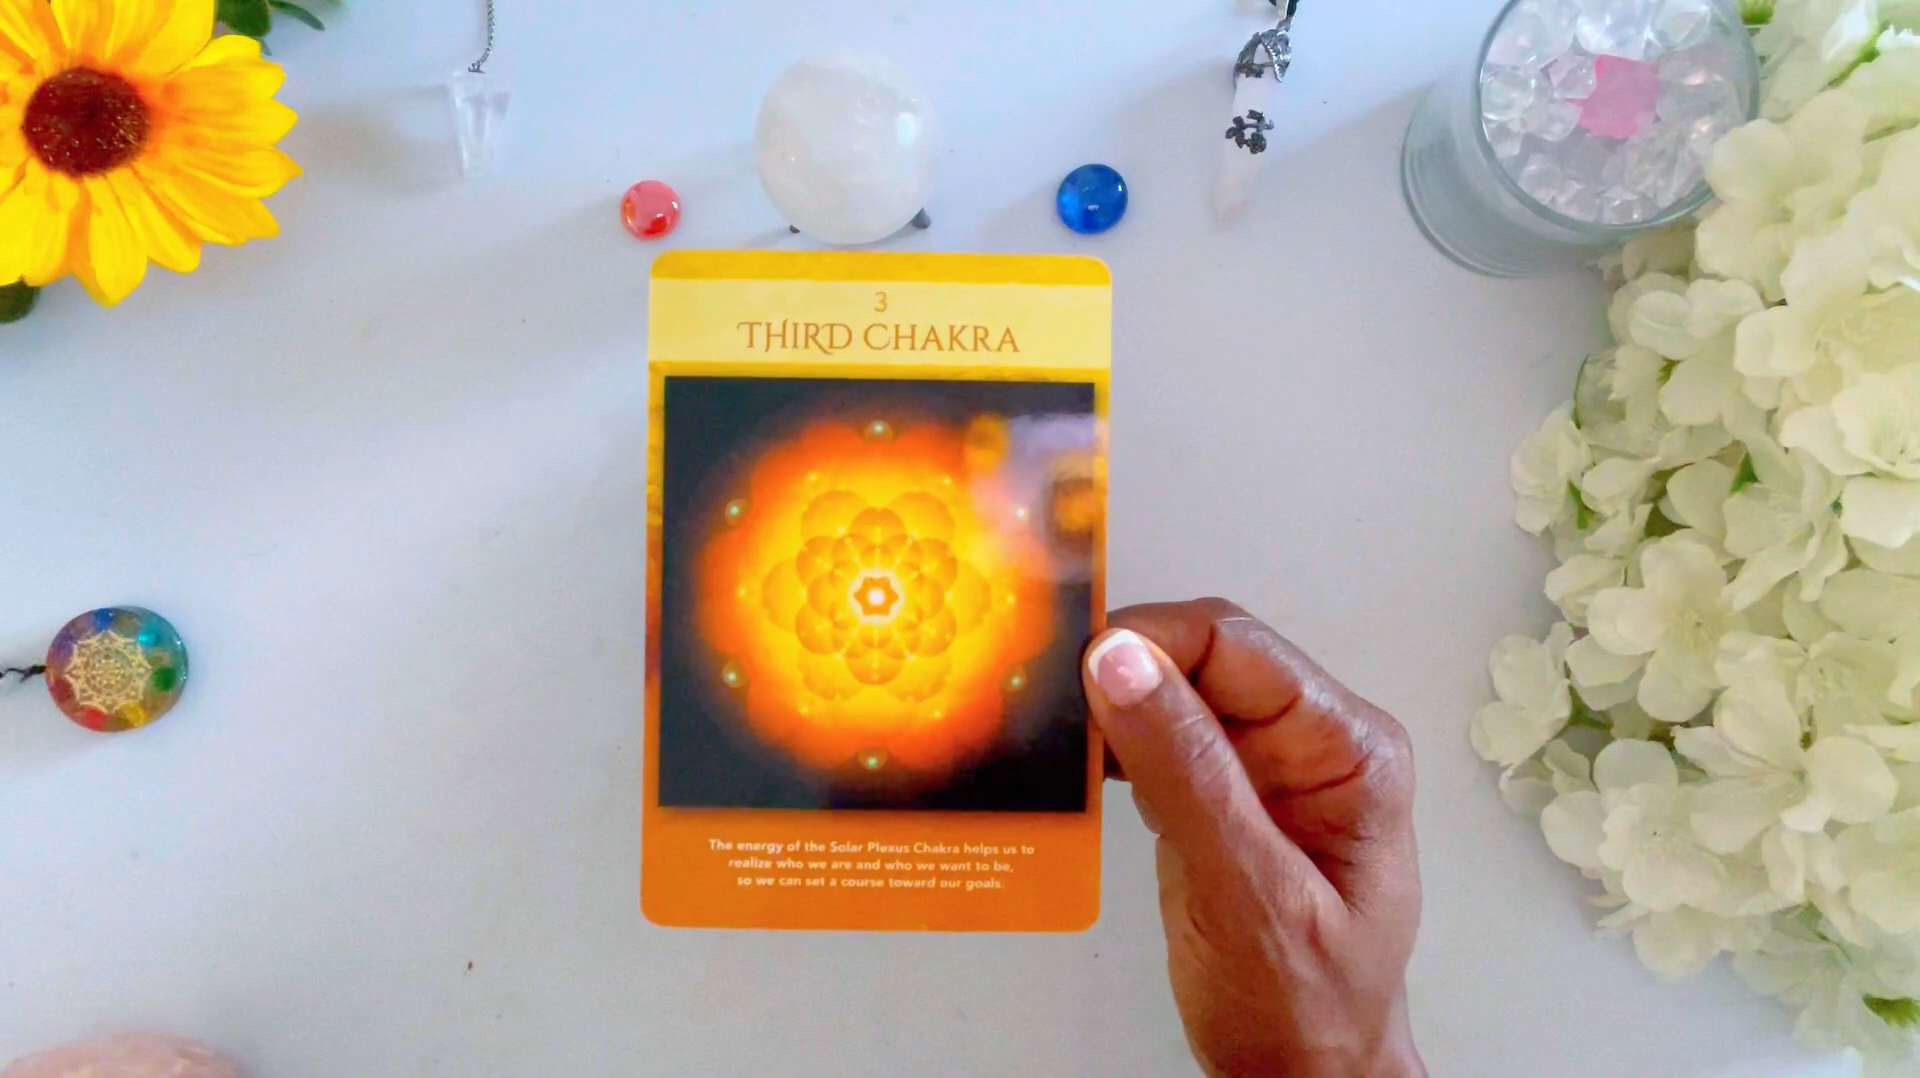 3
THIRD CHAKRA
The energy of the Solar Plexus Chakra helps us to
realize who we are and who we want to be,
so we can set a course toward our goals.